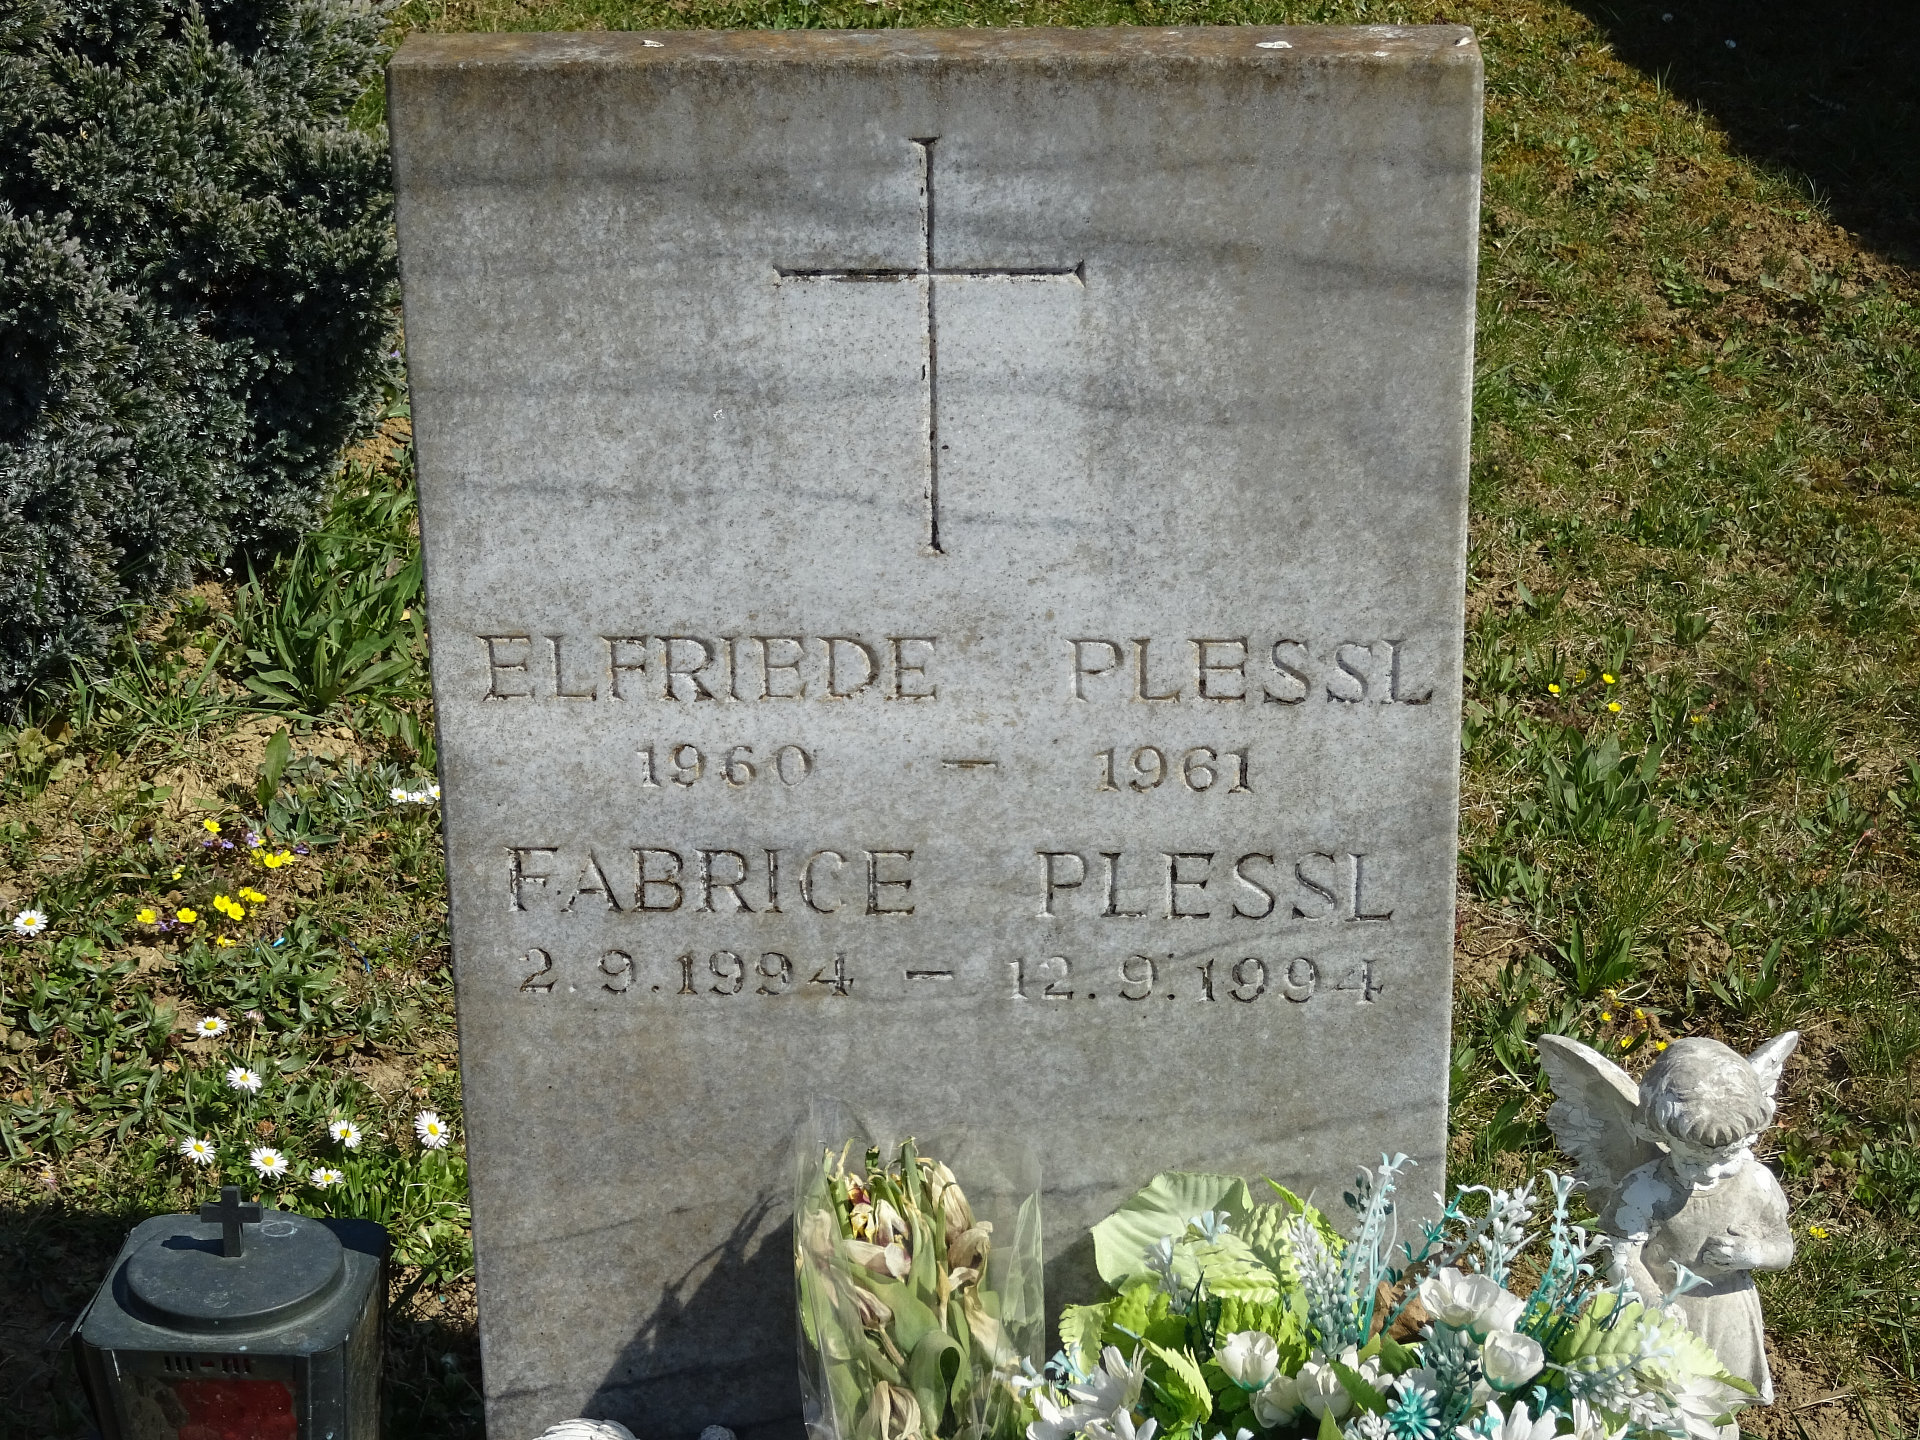 ELFRIEDE PLESSL
1960 - 1961
FABRICE PLESSL
2.9.1994 - 12.9.1994